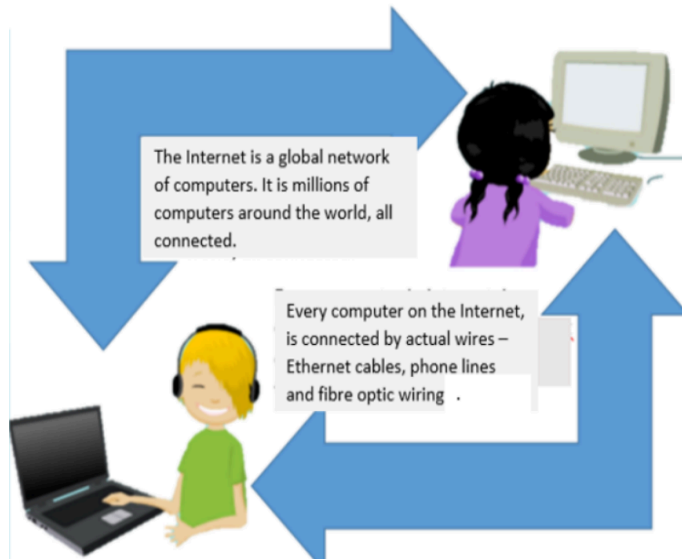 The Internet is a global network
of computers. It is millions of
computers around the world, all
connected.
Every computer on the Internet,
is connected by actual wires –
Ethernet cables, phone lines
and fibre optic wiring .